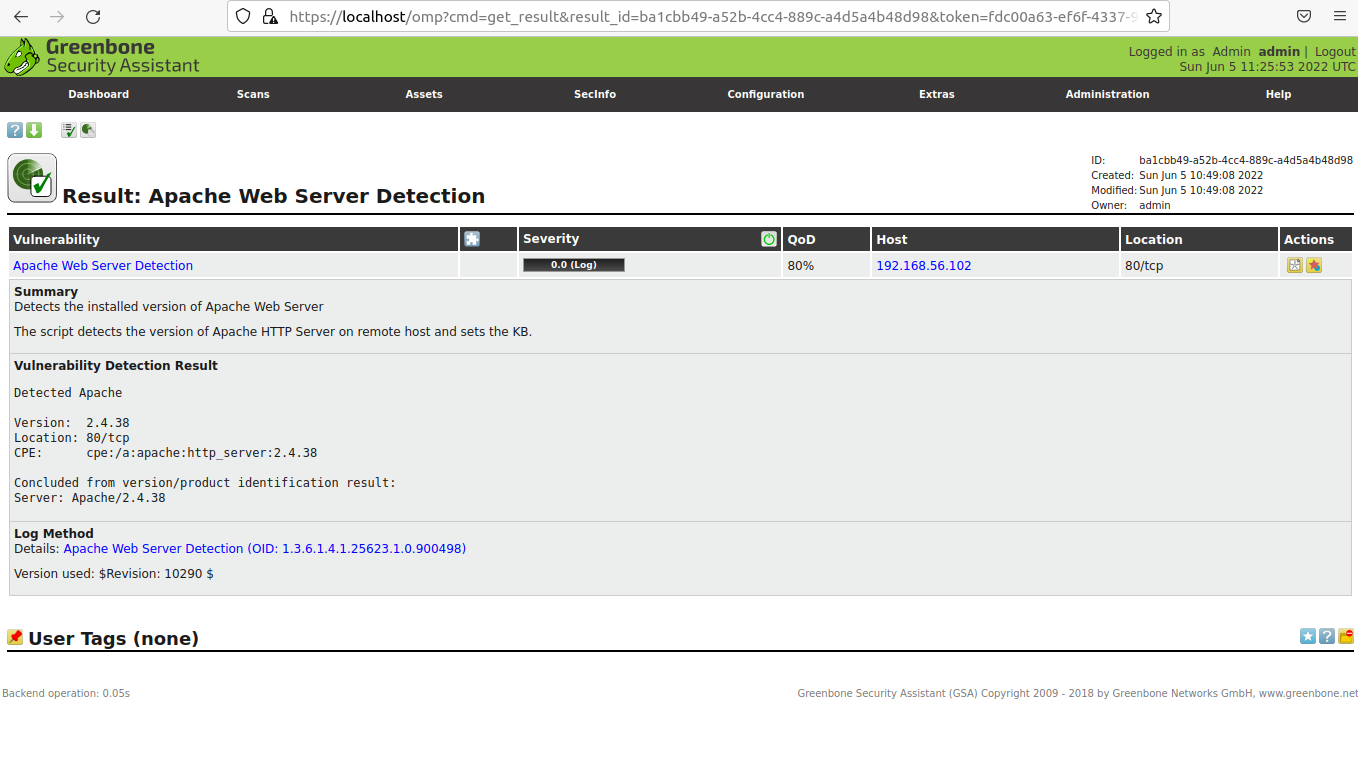 https://localhost/omp?cmd=get_result&result_id=ba1cbb49-a52b-4cc4-889c-a4d5a4b48d98&token=fdc00a63-ef6f-4337-9
Greenbone
Security Assistant
Logged in as Admin admin | Logout
Sun Jun 5 11:25:53 2022 UTC
Dashboard Scans Assets SecInfo Configuration Extras Administration Help
Result: Apache Web Server Detection
ID: ba1cbb49-a52b-4cc4-889c-a4d5a4b48d98
Created: Sun Jun 5 10:49:08 2022
Modified: Sun Jun 5 10:49:08 2022
Owner: admin
Vulnerability Severity QoD Host Location Actions
Apache Web Server Detection 0.0 (Log) 80% 192.168.56.102 80/tcp
Summary
Detects the installed version of Apache Web Server
The script detects the version of Apache HTTP Server on remote host and sets the KB.
Vulnerability Detection Result
Detected Apache
Version: 2.4.38
Location: 80/tcp
CPE: cpe:/a:apache:http_server:2.4.38
Concluded from version/product identification result:
Server: Apache/2.4.38
Log Method
Details: Apache Web Server Detection (OID: 1.3.6.1.4.1.25623.1.0.900498)
Version used: $Revision: 10290 $
User Tags (none)
Backend operation: 0.05s
Greenbone Security Assistant (GSA) Copyright 2009 - 2018 by Greenbone Networks GmbH, www.greenbone.net